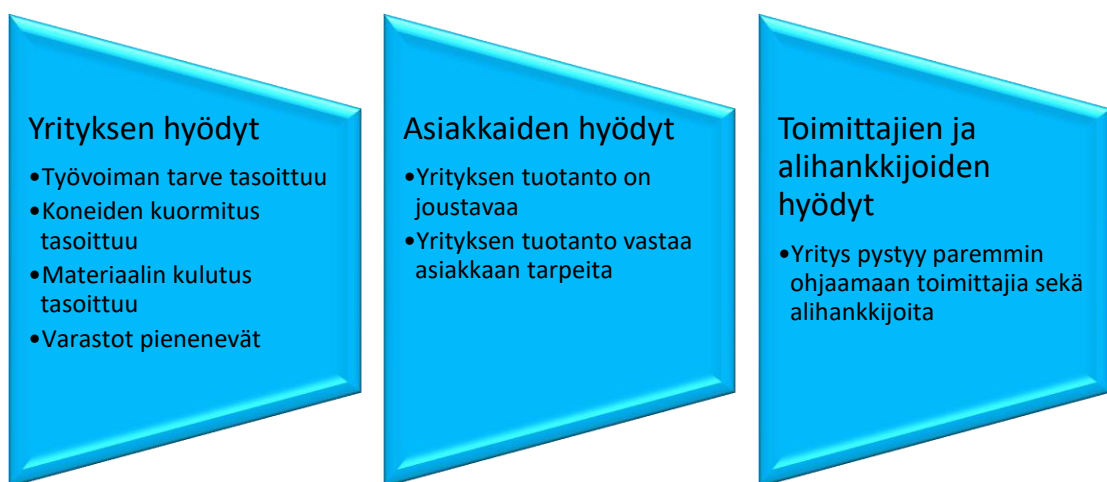 Yrityksen hyödyt
•Työvoiman tarve tasoittuu
•Koneiden kuormitus
tasoittuu
•Materiaalin kulutus
tasoittuu
•Varastot pienenevät
Asiakkaiden hyödyt
•Yrityksen tuotanto on
joustavaa
•Yrityksen tuotanto vastaa
asiakkaan tarpeita
Toimittajien ja
alihankkijoiden
hyödyt
•Yritys pystyy paremmin
ohjaamaan toimittajia sekä
alihankkijoita